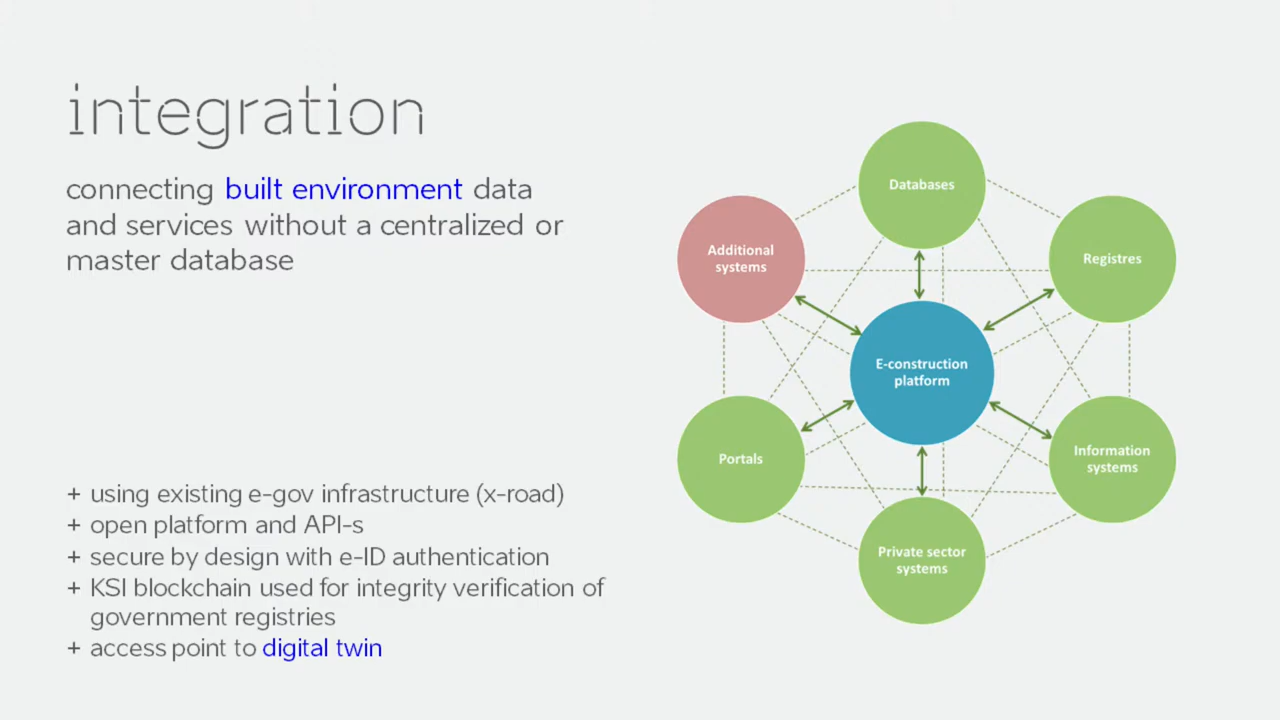 integration
connecting built environment data
and services without a centralized or
master database
+ using existing e-gov infrastructure (x-road)
+ open platform and API-s
+ secure by design with e-ID authentication
+ KSI blockchain used for integrity verification of
government registries
+ access point to digital twin
Databases
Additional
systems
Registres
E-construction
platform
Portals
Information
systems
Private sector
systems